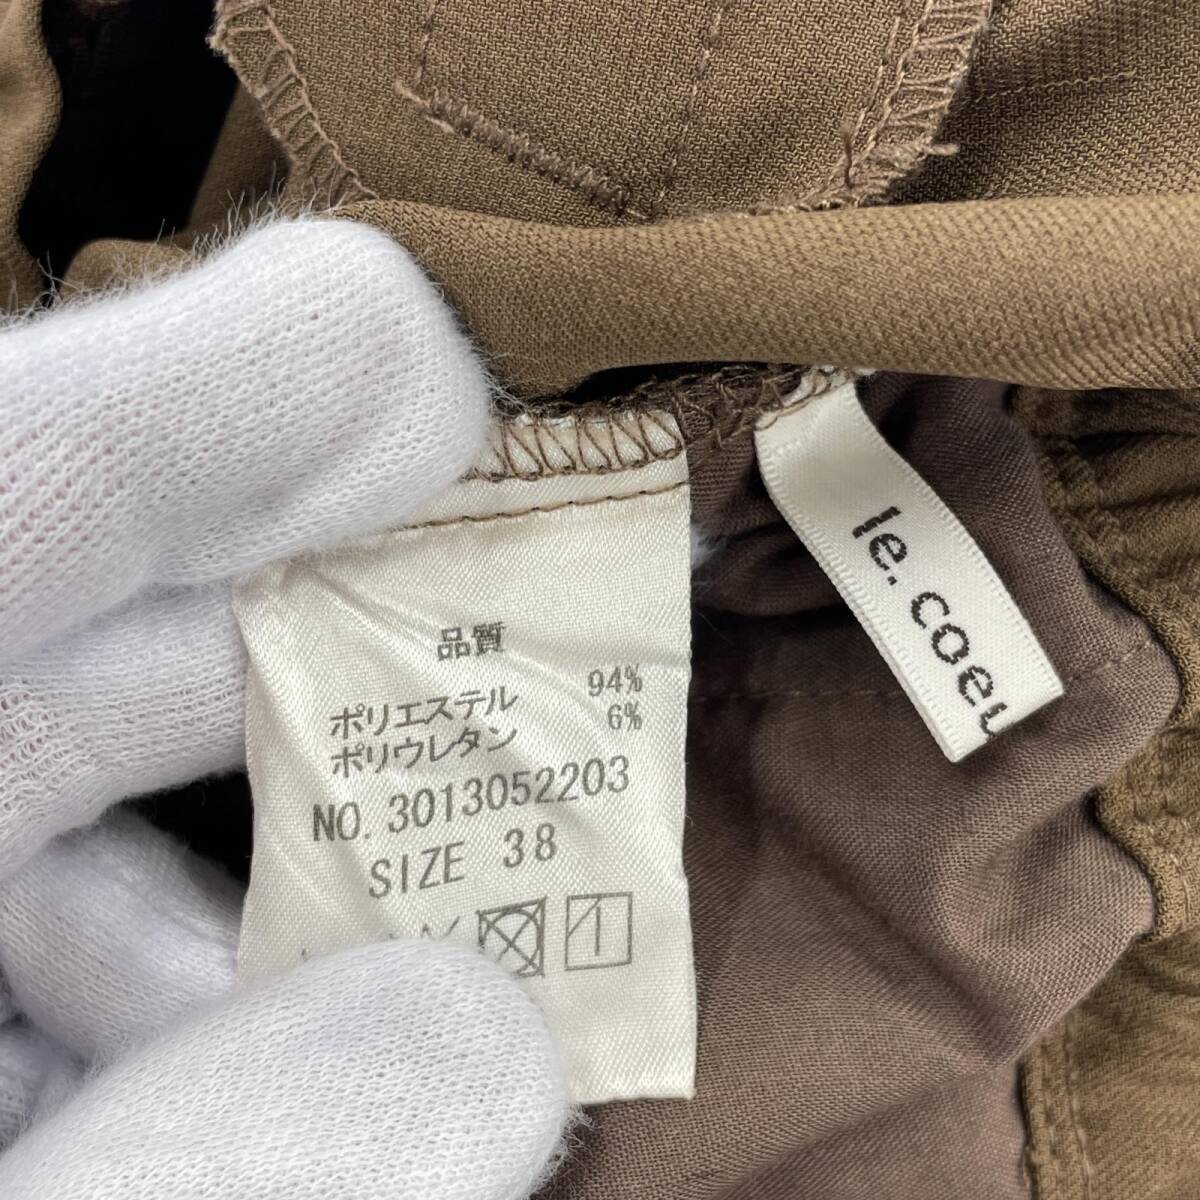 品質
ポリエステル 94%
ポリウレタン 6%
NO. 3013052203
SIZE 38
le. coeu